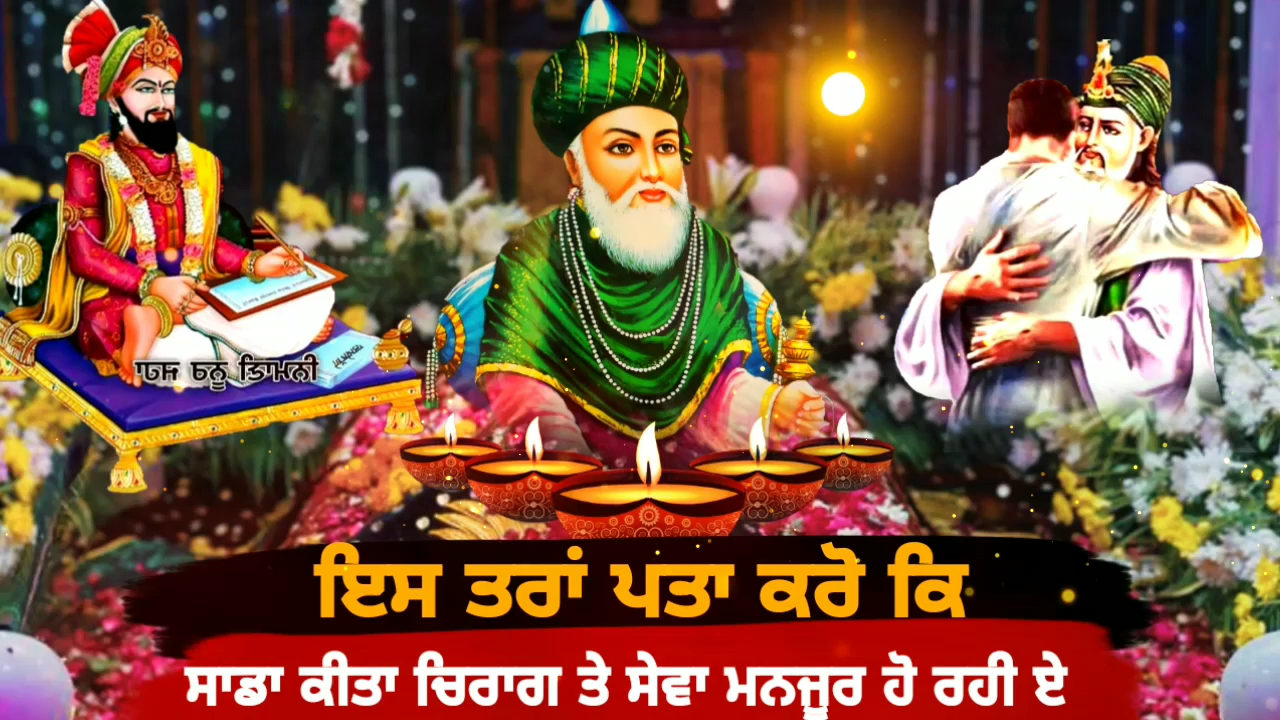 ਇਸ ਤਰਾਂ ਪਤਾ ਕਰੋ ਕਿ
ਸਾਡਾ ਕੀਤਾ ਚਿਰਾਗ ਤੇ ਸੇਵਾ ਮਨਜੂਰ ਹੋ ਰਹੀ ਏ